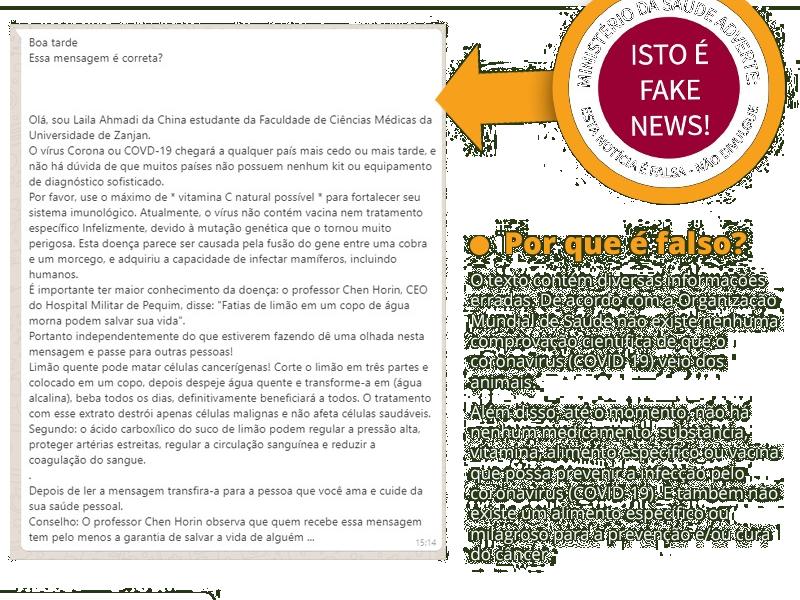 Boa tarde
Essa mensagem é correta?
Olá, sou Laila Ahmadi da China estudante da Faculdade de Ciências Médicas da
Universidade de Zanjan.
O vírus Corona ou COVD-19 chegará a qualquer país mais cedo ou mais tarde, e
não há dúvida de que muitos países não possuem nenhum kit ou equipamento
de diagnóstico sofisticado.
Por favor, use o máximo de * vitamina C natural possível * para fortalecer seu
sistema imunológico. Atualmente, o vírus não contém vacina nem tratamento
específico Infelizmente, devido à mutação genética que o tornou muito
perigosa. Esta doença parece ser causada pela fusão do gene entre uma cobra
e um morcego, e adquiriu a capacidade de infectar mamíferos, incluindo
humanos.
É importante ter maior conhecimento da doença: o professor Chen Horin, CEO
do Hospital Militar de Pequim, disse: "Fatias de limão em um copo de água
morna podem salvar sua vida".
Portanto independentemente do que estiverem fazendo dê uma olhada nesta
mensagem e passe para outras pessoas!
Limão quente pode matar células cancerígenas! Corte o limão em três partes e
colocado em um copo, depois despeje água quente e transforme-a em (água
alcalina), beba todos os dias, definitivamente beneficiará a todos. O tratamento
com esse extrato destrói apenas células malignas e não afeta células saudáveis.
Segundo: o ácido carboxílico do suco de limão podem regular a pressão alta,
proteger artérias estreitas, regular a circulação sanguínea e reduzir a
coagulação do sangue.
.
Depois de ler a mensagem transfira-a para a pessoa que você ama e cuide da
sua saúde pessoal.
Conselho: O professor Chen Horin observa que quem recebe essa mensagem
tem pelo menos a garantia de salvar a vida de alguém ...
15:14
MINISTÉRIO DA SAÚDE ADVERTE:
ISTO É
FAKE
NEWS!
ESTA NOTÍCIA É FALSA - NÃO DIVULGUE
Por que é falso?
O texto contém diversas informações
erradas. De acordo com a Organização
Mundial de Saúde não existe nenhuma
comprovação científica de que o
coronavírus (COVID-19) veio dos
animais.
Além disso, até o momento, não há
nenhum medicamento, substância,
vitamina, alimento específico ou vacina
que possa prevenir a infecção pelo
coronavírus (COVID-19). E também não
existe um alimento específico ou
milagroso para a prevenção e/ou cura
do câncer.